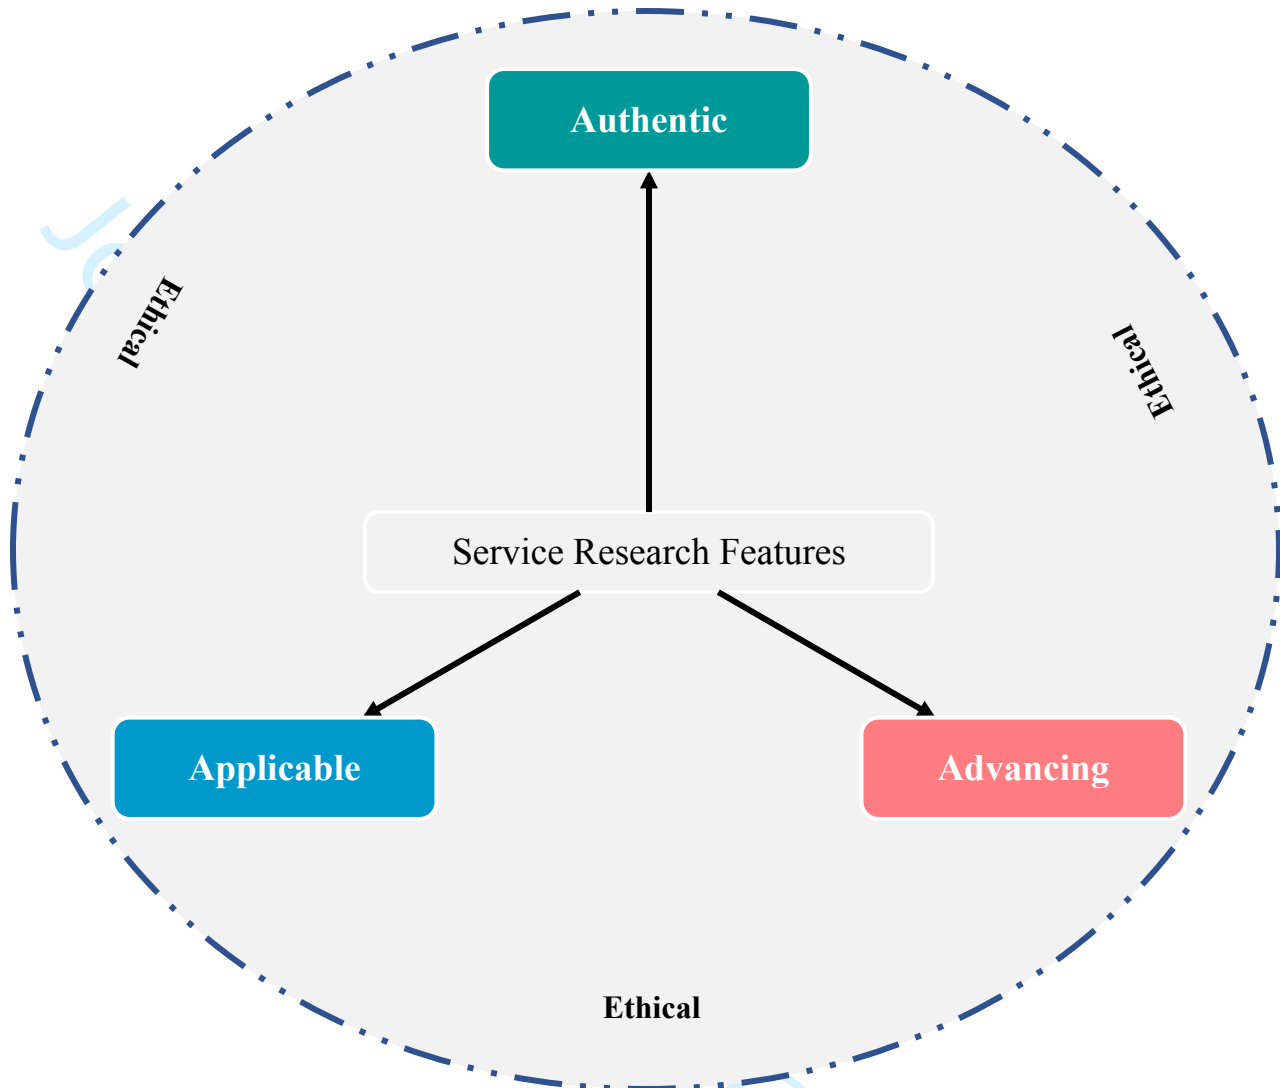 Authentic
Ethical
Ethical
Service Research Features
Applicable
Advancing
Ethical